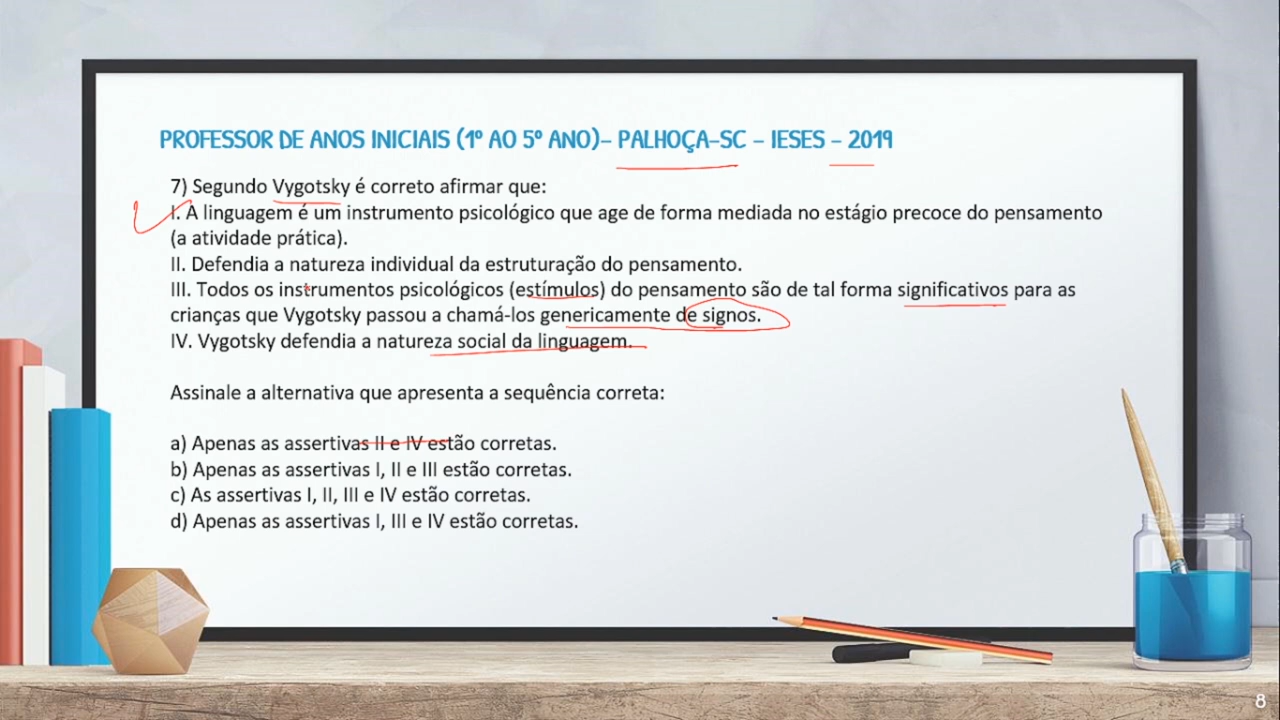 PROFESSOR DE ANOS INICIAIS (1º AO 5º ANO)– PALHOÇA-SC – IESES – 2019
7) Segundo Vygotsky é correto afirmar que:
I. A linguagem é um instrumento psicológico que age de forma mediada no estágio precoce do pensamento
(a atividade prática).
II. Defendia a natureza individual da estruturação do pensamento.
III. Todos os instrumentos psicológicos (estímulos) do pensamento são de tal forma significativos para as
crianças que Vygotsky passou a chamá-los genericamente de signos.
IV. Vygotsky defendia a natureza social da linguagem.
Assinale a alternativa que apresenta a sequência correta:
a) Apenas as assertivas II e IV estão corretas.
b) Apenas as assertivas I, II e III estão corretas.
c) As assertivas I, II, III e IV estão corretas.
d) Apenas as assertivas I, III e IV estão corretas.
8